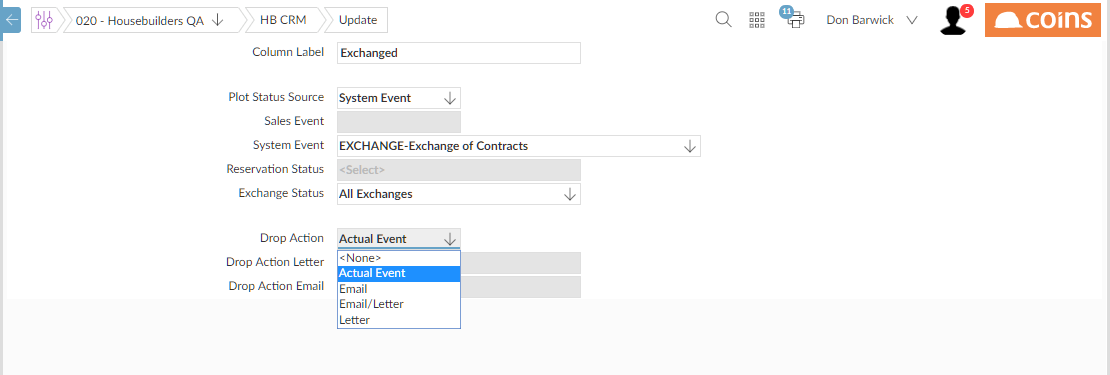 020 - Housebuilders QA
HB CRM
Update
11
Don Barwick
5
coins
Column Label
Exchanged
Plot Status Source
System Event
Sales Event
System Event
EXCHANGE-Exchange of Contracts
Reservation Status
<Select>
Exchange Status
All Exchanges
Drop Action
Actual Event
Drop Action Letter
Drop Action Email
<None>
Actual Event
Email
Email/Letter
Letter